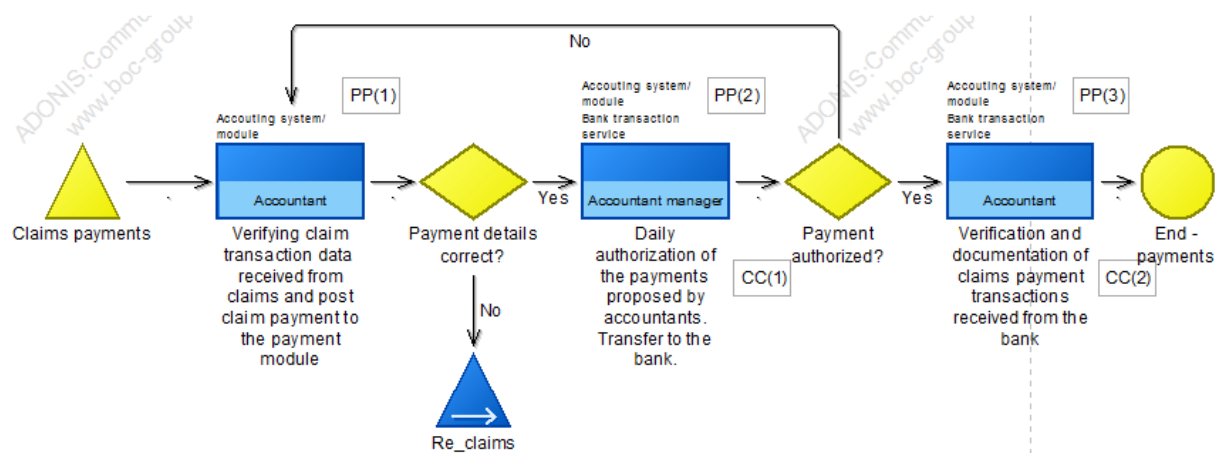 ADONIS:Commu
www.boc-group
ADONIS:Commu
www.boc-group
No
Accouting system/
module
PP(1)
Accouting system/
module
Bank transaction
service
PP(2)
Accouting system/
module
Bank transaction
service
PP(3)
Accountant
Yes
Accountant manager
Yes
Accountant
Claims payments
Verifying claim
transaction data
received from
claims and post
claim payment to
the payment
module
Payment details
correct?
No
Re_claims
Daily
authorization of
the payments
proposed by
accountants.
Transfer to the
bank.
CC(1)
Payment
authorized?
Verification and
documentation of
claims payment
transactions
received from the
bank
CC(2)
End -
payments